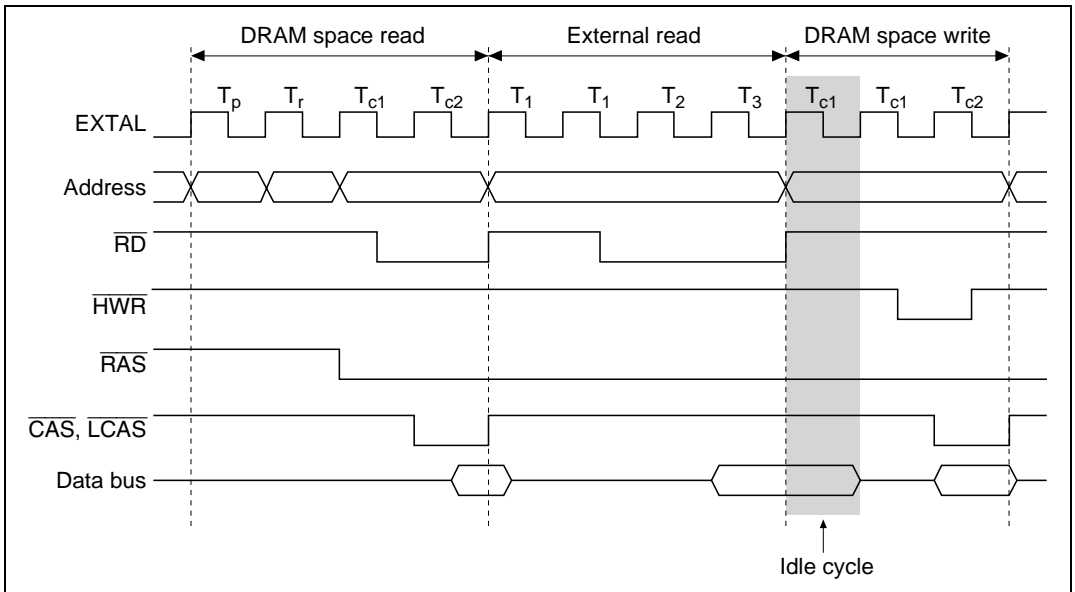 DRAM space read External read DRAM space write
Tp Tr Tc1 Tc2 T1 T1 T2 T3 Tc1 Tc1 Tc2
EXTAL
Address
RD
HWR
RAS
CAS, LCAS
Data bus
Idle cycle